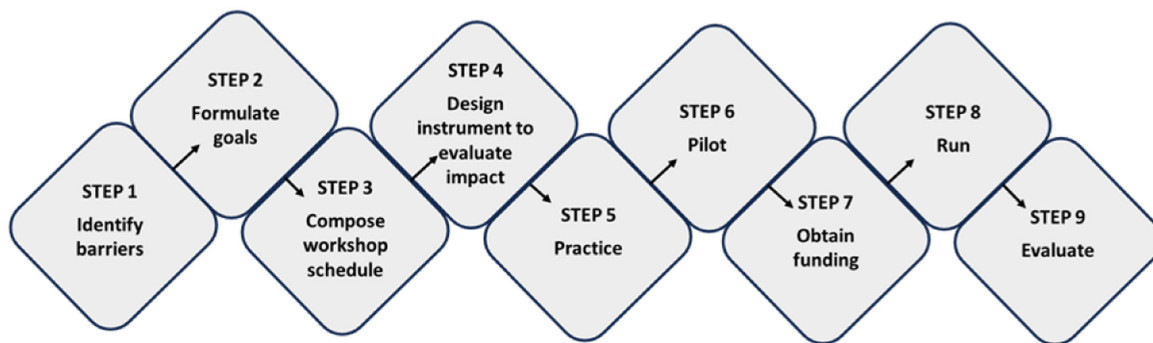 STEP 1
Identify
barriers
STEP 2
Formulate
goals
STEP 3
Compose
workshop
schedule
STEP 4
Design
instrument to
evaluate
impact
STEP 5
Practice
STEP 6
Pilot
STEP 7
Obtain
funding
STEP 8
Run
STEP 9
Evaluate